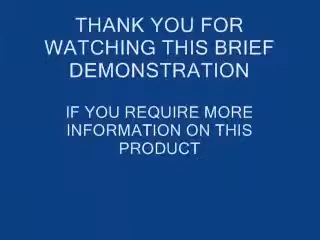 THANK YOU FOR
WATCHING THIS BRIEF
DEMONSTRATION
IF YOU REQUIRE MORE
INFORMATION ON THIS
PRODUCT